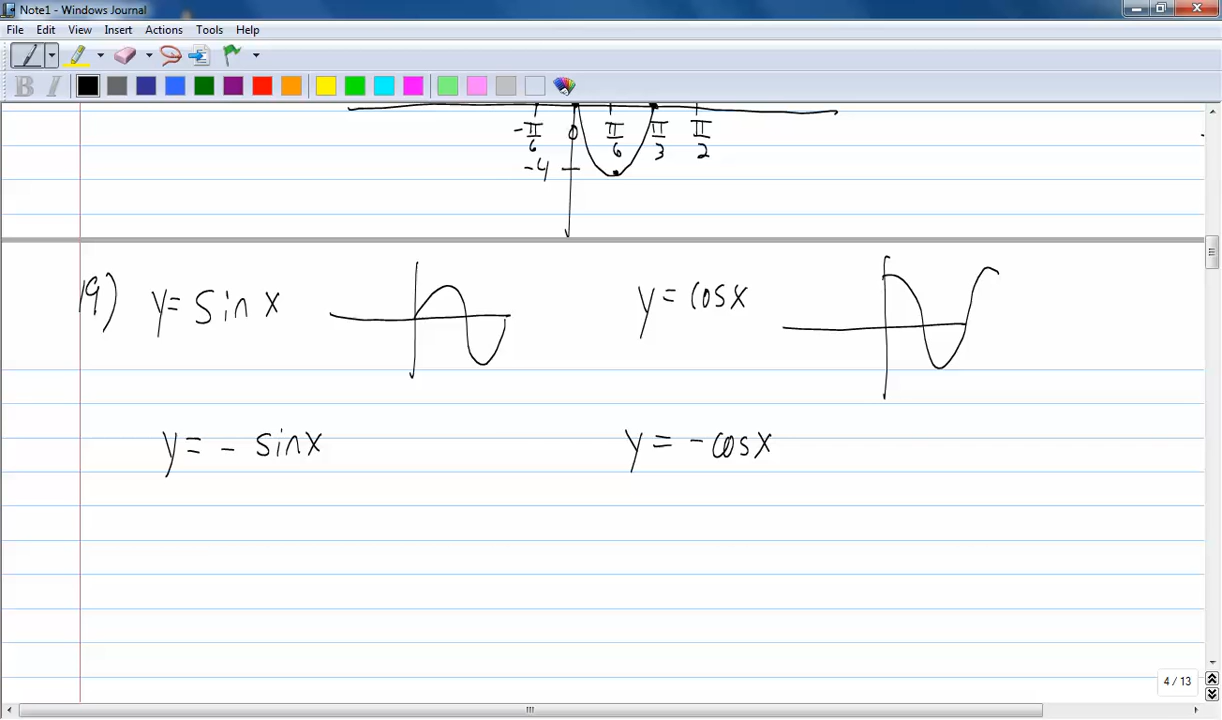 Note1 - Windows Journal
File Edit View Insert Actions Tools Help
B I
-π/6 0 π/6 π/3 π/2
-4
19) y = sin x y = cos x
y = - sin x y = -cos x
4 / 13